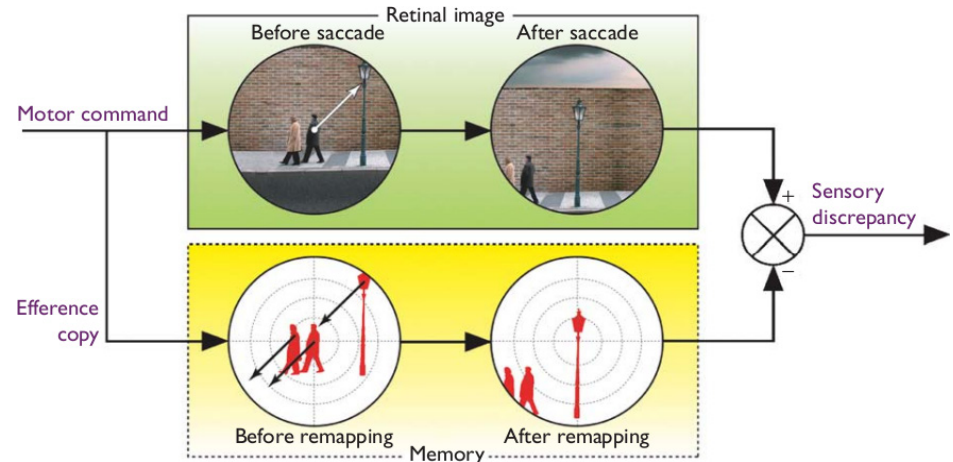 Retinal image
Before saccade
After saccade
Motor command
+
Sensory
discrepancy
−
Efference
copy
Before remapping
After remapping
Memory